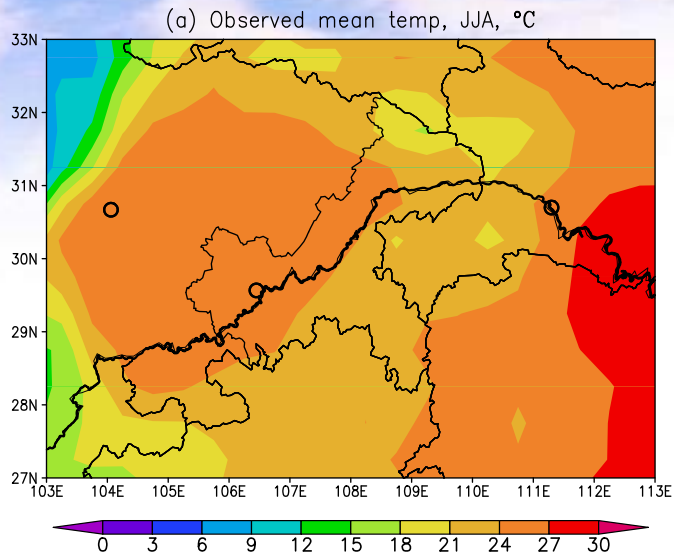 (a) Observed mean temp, JJA, °C
33N
32N
31N
30N
29N
28N
27N
103E 104E 105E 106E 107E 108E 109E 110E 111E 112E 113E
0 3 6 9 12 15 18 21 24 27 30